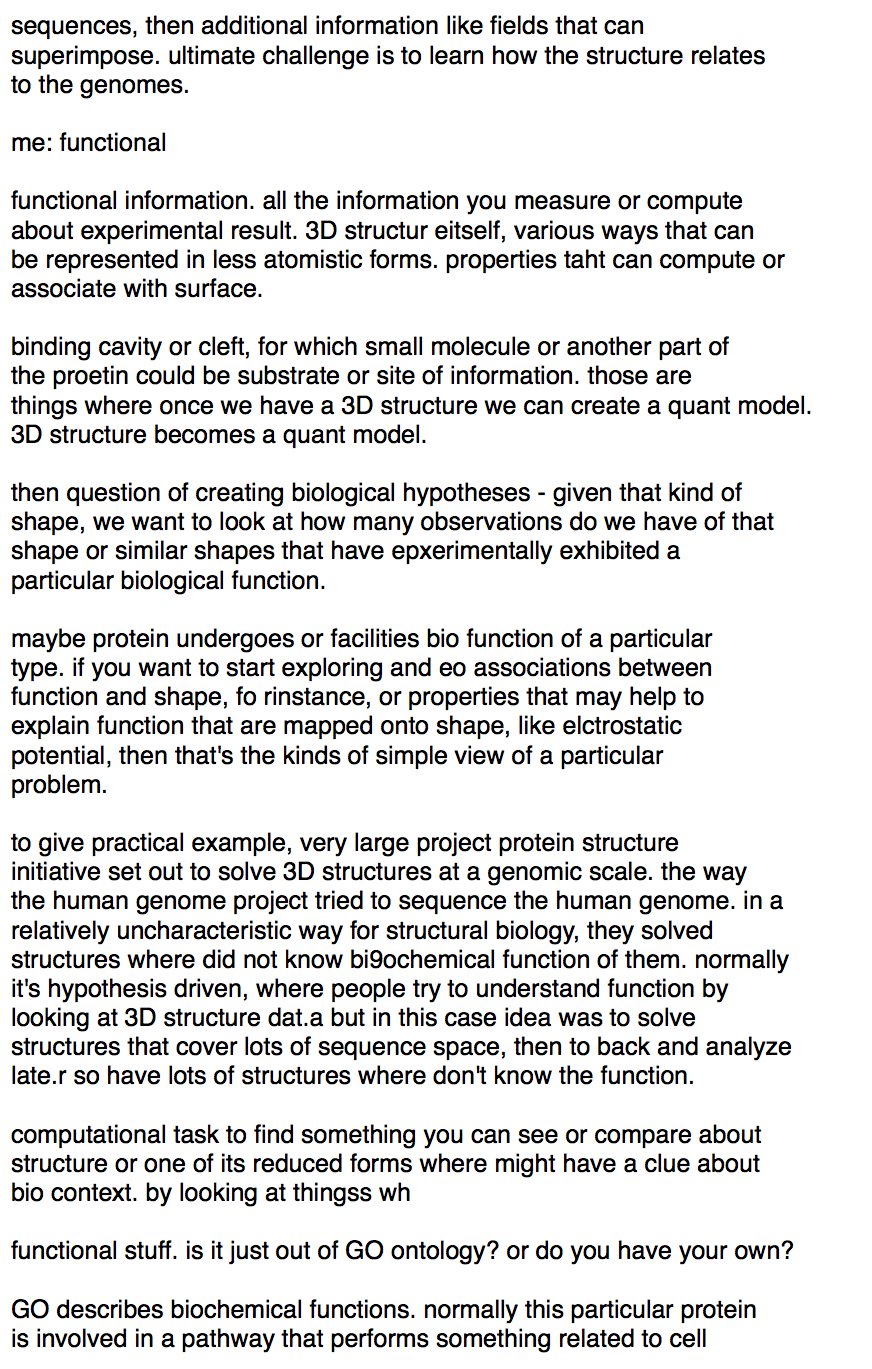 sequences, then additional information like fields that can
superimpose. ultimate challenge is to learn how the structure relates
to the genomes.
me: functional
functional information. all the information you measure or compute
about experimental result. 3D structur eitself, various ways that can
be represented in less atomistic forms. properties taht can compute or
associate with surface.
binding cavity or cleft, for which small molecule or another part of
the proetin could be substrate or site of information. those are
things where once we have a 3D structure we can create a quant model.
3D structure becomes a quant model.
then question of creating biological hypotheses - given that kind of
shape, we want to look at how many observations do we have of that
shape or similar shapes that have epxerimentally exhibited a
particular biological function.
maybe protein undergoes or facilities bio function of a particular
type. if you want to start exploring and eo associations between
function and shape, fo rinstance, or properties that may help to
explain function that are mapped onto shape, like elctrostatic
potential, then that's the kinds of simple view of a particular
problem.
to give practical example, very large project protein structure
initiative set out to solve 3D structures at a genomic scale. the way
the human genome project tried to sequence the human genome. in a
relatively uncharacteristic way for structural biology, they solved
structures where did not know bi9ochemical function of them. normally
it's hypothesis driven, where people try to understand function by
looking at 3D structure dat.a but in this case idea was to solve
structures that cover lots of sequence space, then to back and analyze
late.r so have lots of structures where don't know the function.
computational task to find something you can see or compare about
structure or one of its reduced forms where might have a clue about
bio context. by looking at thingss wh
functional stuff. is it just out of GO ontology? or do you have your own?
GO describes biochemical functions. normally this particular protein
is involved in a pathway that performs something related to cell